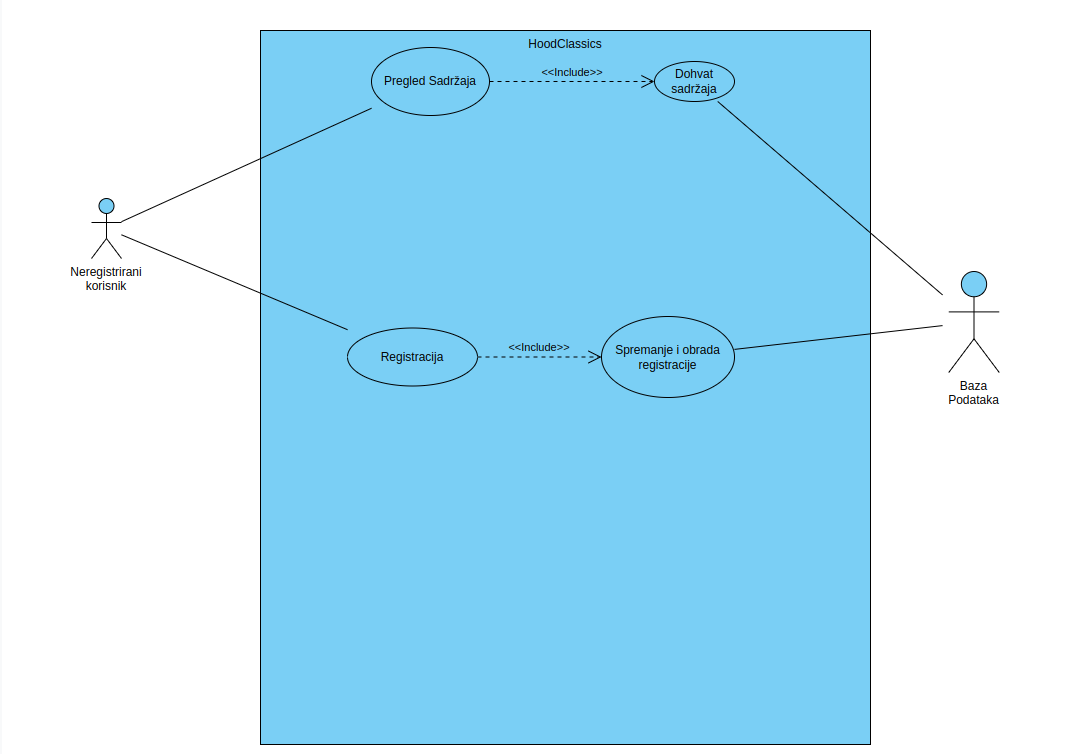 HoodClassics
Pregled Sadržaja
<<Include>>
Dohvat
sadržaja
Neregistrirani
korisnik
Registracija
<<Include>>
Spremanje i obrada
registracije
Baza
Podataka